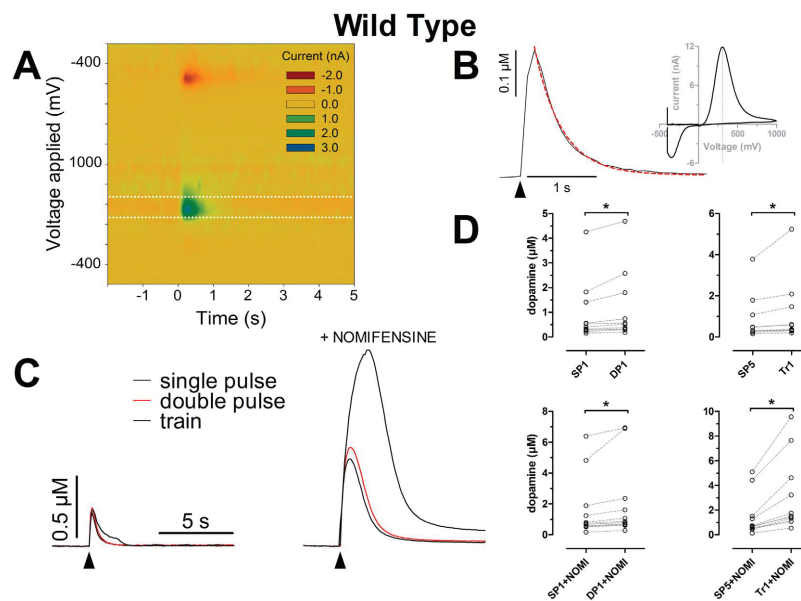 Wild Type
A
Voltage applied (mV)
-400
1000
-400
Current (nA)
-2.0
-1.0
0.0
1.0
2.0
3.0
-1 0 1 2 3 4 5
Time (s)
B
0.1 µM
1 s
current (nA)
12
6
-6
-500 500 1000
Voltage (mV)
C
single pulse
double pulse
train
0.5 µM
5 s
+ NOMIFENSINE
D
dopamine (µM)
5
4
3
2
1
0
*
SP1 DP1
6
4
2
0
*
SP5 Tr1
dopamine (µM)
8
6
4
2
0
*
SP1+NOMI DP1+NOMI
10
8
6
4
2
0
*
SP5+NOMI Tr1+NOMI